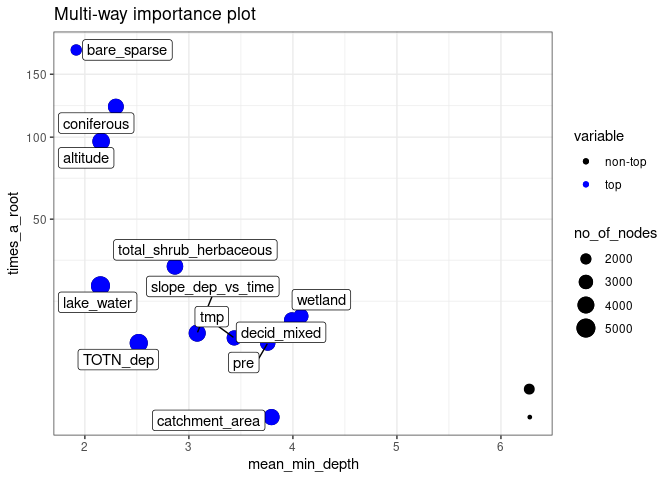 Multi-way importance plot
bare_sparse
150
coniferous
100
altitude
50
total_shrub_herbaceous
slope_dep_vs_time
lake_water
wetland
tmp
decid_mixed
TOTN_dep
pre
catchment_area
times_a_root
2 3 4 5 6
mean_min_depth
variable
non-top
top
no_of_nodes
2000
3000
4000
5000